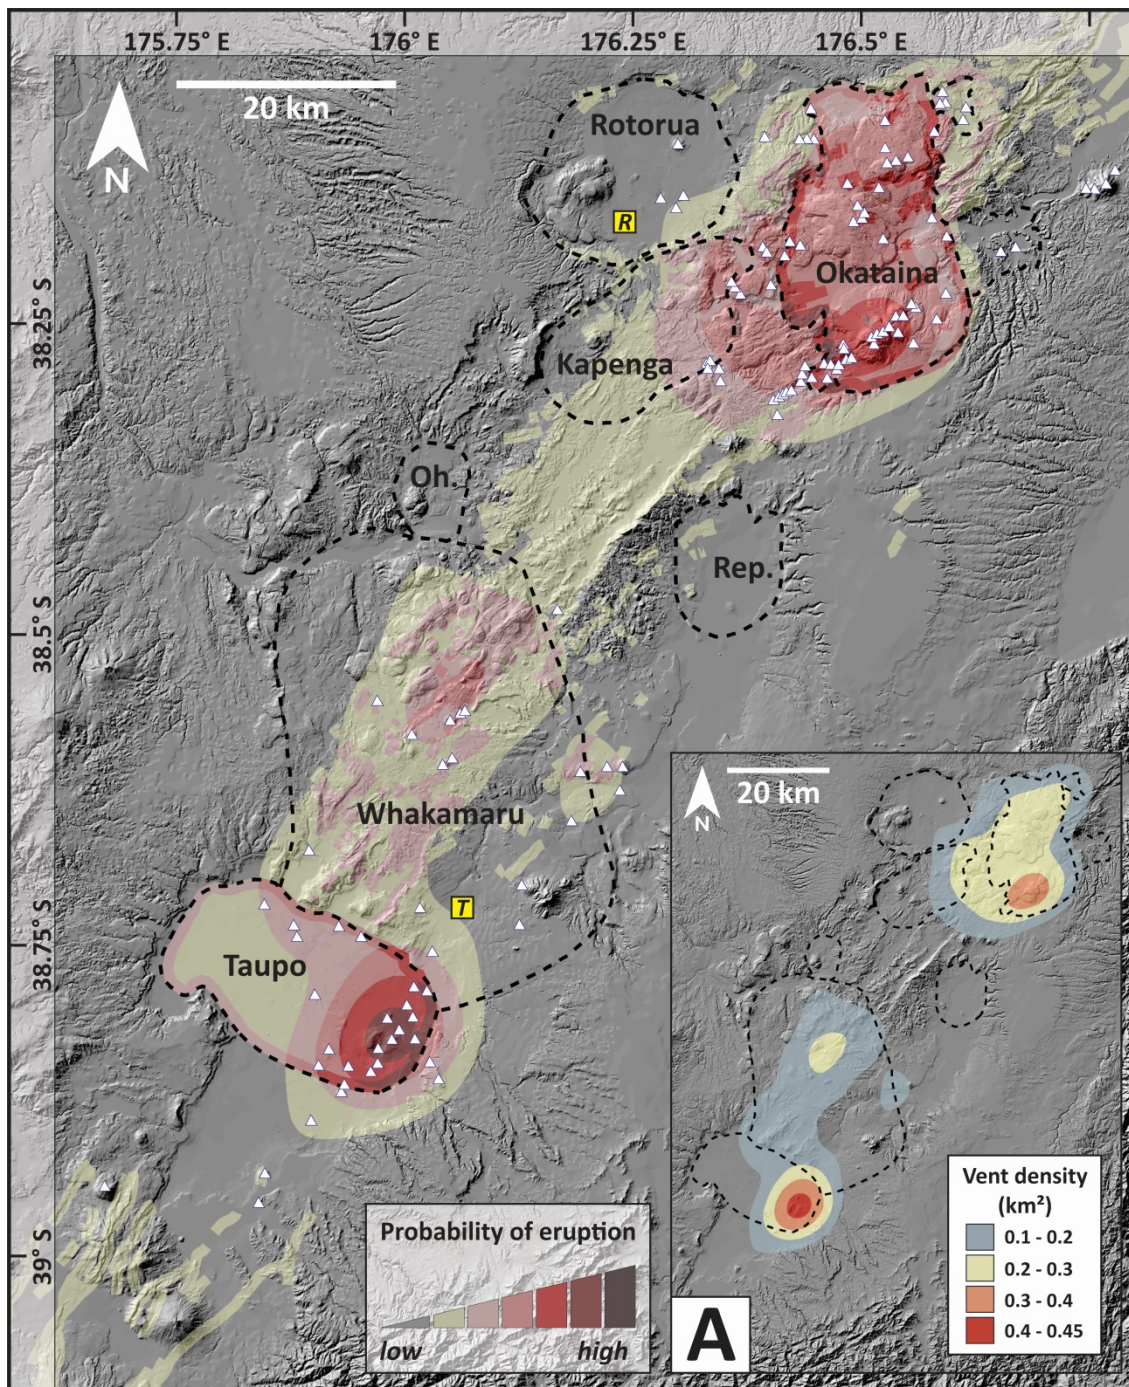 175.75° E 176° E 176.25° E 176.5° E
20 km
N
Rotorua
R
Okataina
38.25° S
Kapenga
Oh.
Rep.
38.5° S
Whakamaru
T
38.75° S
Taupo
39° S
Probability of eruption
low high
20 km
N
Vent density
(km²)
0.1 - 0.2
0.2 - 0.3
0.3 - 0.4
0.4 - 0.45
A